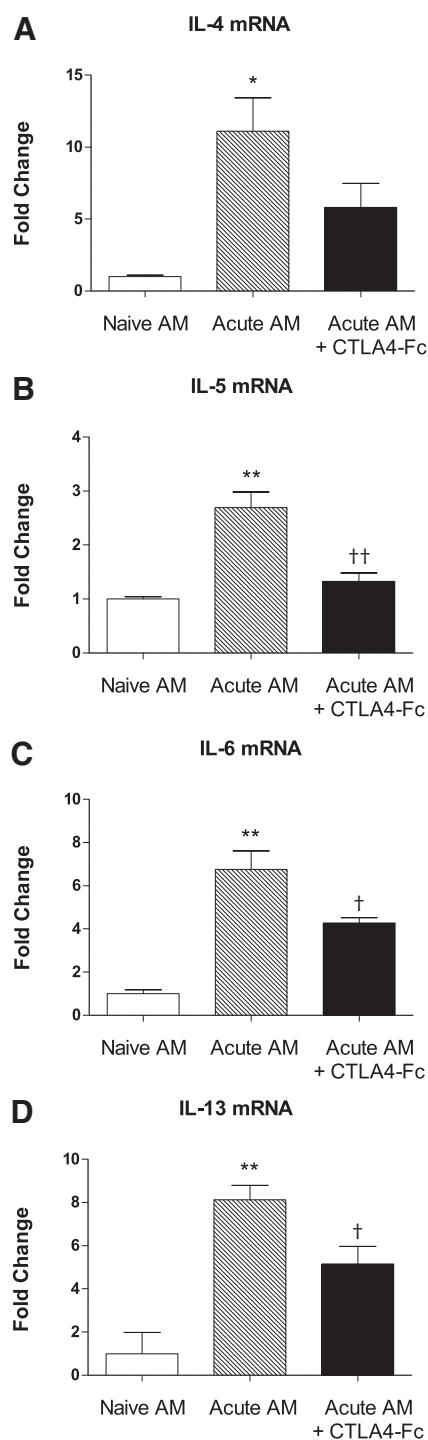 A
IL-4 mRNA
Fold Change
15
10
5
0
*
Naive AM
Acute AM
Acute AM
+ CTLA4-Fc
B
IL-5 mRNA
Fold Change
4
3
2
1
0
**
††
Naive AM
Acute AM
Acute AM
+ CTLA4-Fc
C
IL-6 mRNA
Fold Change
10
8
6
4
2
0
**
†
Naive AM
Acute AM
Acute AM
+ CTLA4-Fc
D
IL-13 mRNA
Fold Change
10
8
6
4
2
0
**
†
Naive AM
Acute AM
Acute AM
+ CTLA4-Fc